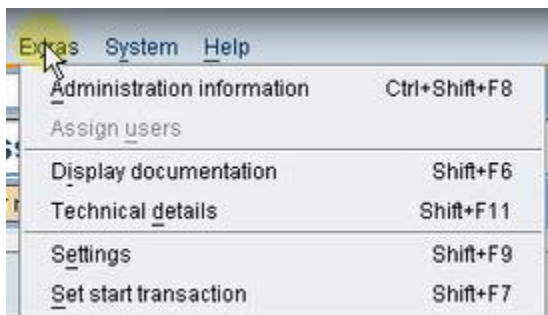 Extras System Help
Administration information Ctrl+Shift+F8
Assign users
Display documentation Shift+F6
Technical details Shift+F11
Settings Shift+F9
Set start transaction Shift+F7